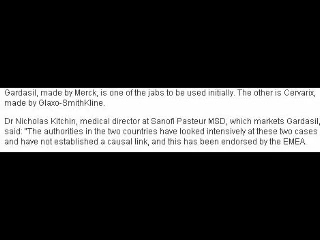 Gardasil, made by Merck, is one of the jabs to be used initially. The other is Cervarix,
made by Glaxo-SmithKline.
Dr Nicholas Kitchin, medical director at Sanofi Pasteur MSD, which markets Gardasil,
said: "The authorities in the two countries have looked intensively at these two cases
and have not established a causal link, and this has been endorsed by the EMEA.